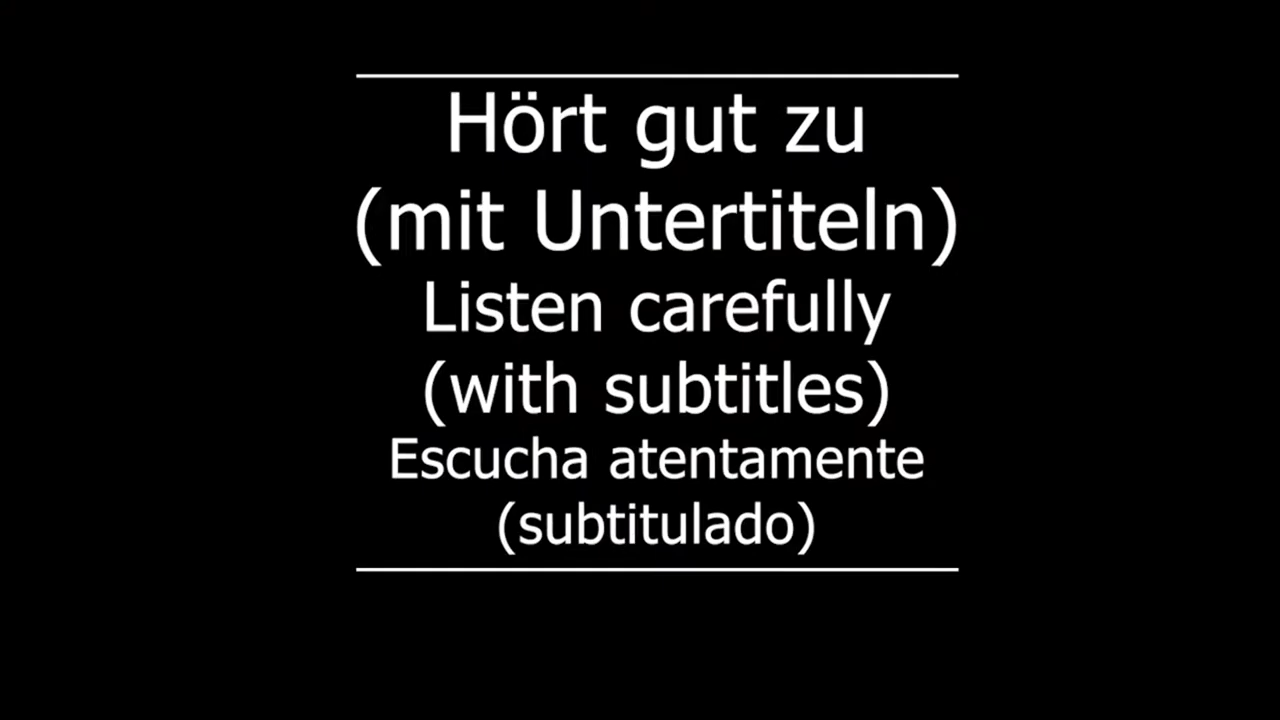 Hört gut zu
(mit Untertiteln)
Listen carefully
(with subtitles)
Escucha atentamente
(subtitulado)